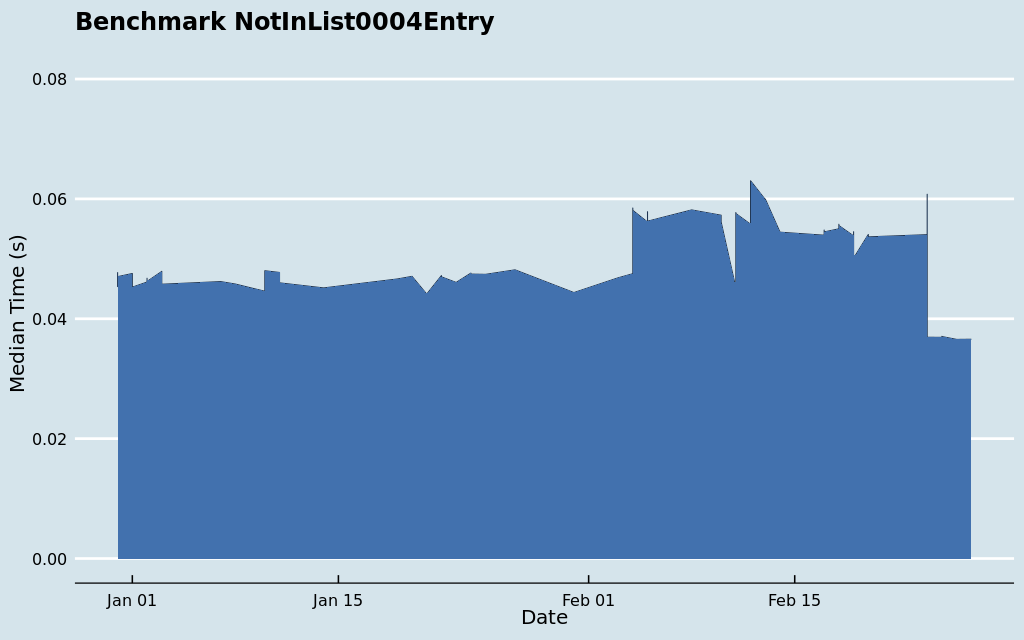 Benchmark NotInList0004Entry
0.08
0.06
0.04
0.02
0.00
Median Time (s)
Jan 01
Jan 15
Feb 01
Feb 15
Date